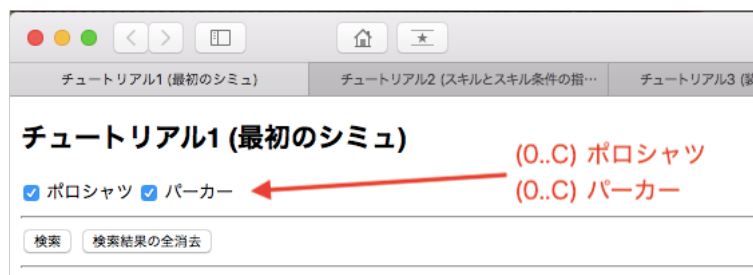 チュートリアル1 (最初のシミュ)
チュートリアル2 (スキルとスキル条件の指…
チュートリアル3 (装
チュートリアル1 (最初のシミュ)
(0..C) ポロシャツ
(0..C) パーカー
ポロシャツ パーカー
検索 検索結果の全消去